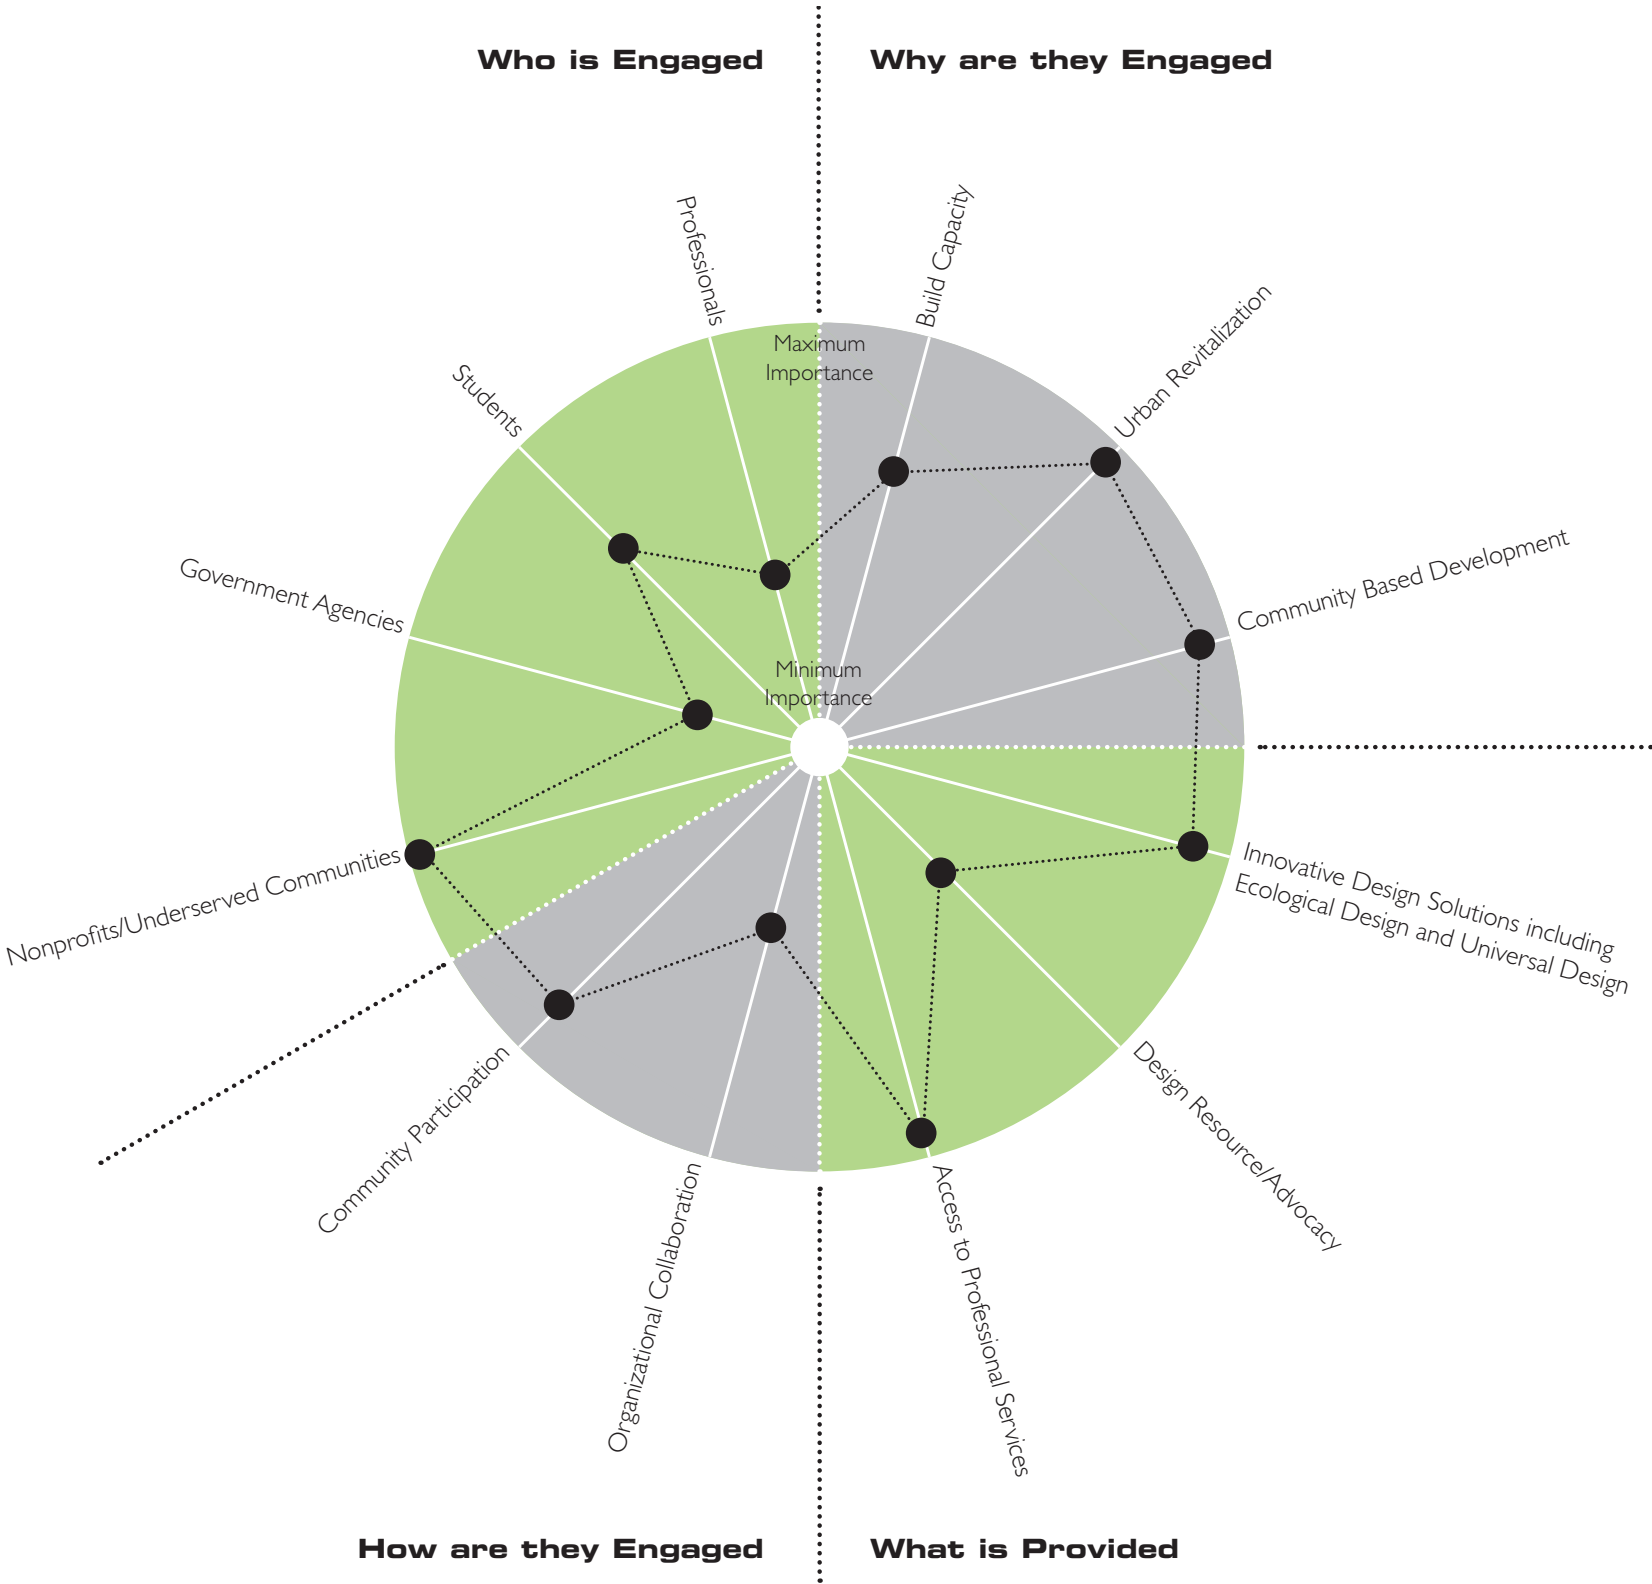 Who is Engaged
Why are they Engaged
Professionals
Build Capacity
Students
Urban Revitalization
Maximum
Importance
Government Agencies
Community Based Development
Minimum
Importance
Nonprofits/Underserved Communities
Innovative Design Solutions including
Ecological Design and Universal Design
Community Participation
Design Resource/Advocacy
Organizational Collaboration
Access to Professional Services
How are they Engaged
What is Provided